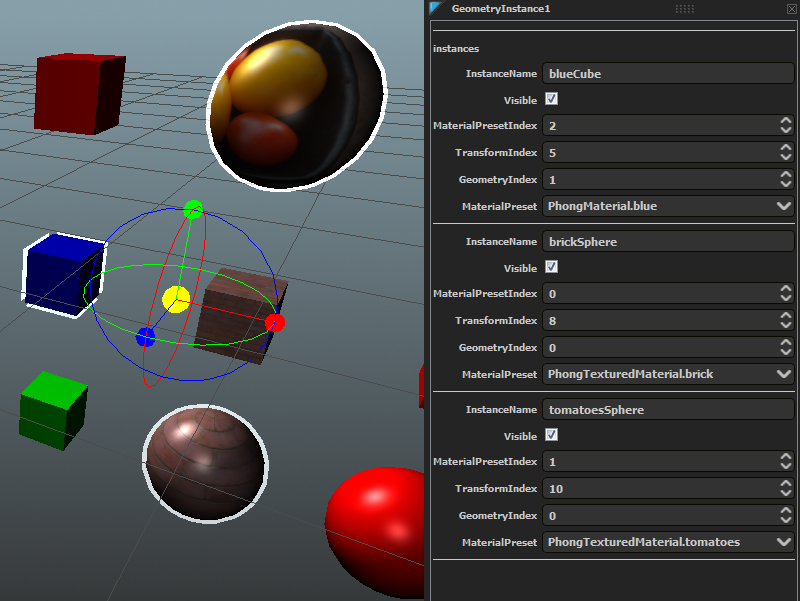 GeometryInstance1
instances
InstanceName blueCube
Visible
MaterialPresetIndex 2
TransformIndex 5
GeometryIndex 1
MaterialPreset PhongMaterial.blue
InstanceName brickSphere
Visible
MaterialPresetIndex 0
TransformIndex 8
GeometryIndex 0
MaterialPreset PhongTexturedMaterial.brick
InstanceName tomatoesSphere
Visible
MaterialPresetIndex 1
TransformIndex 10
GeometryIndex 0
MaterialPreset PhongTexturedMaterial.tomatoes